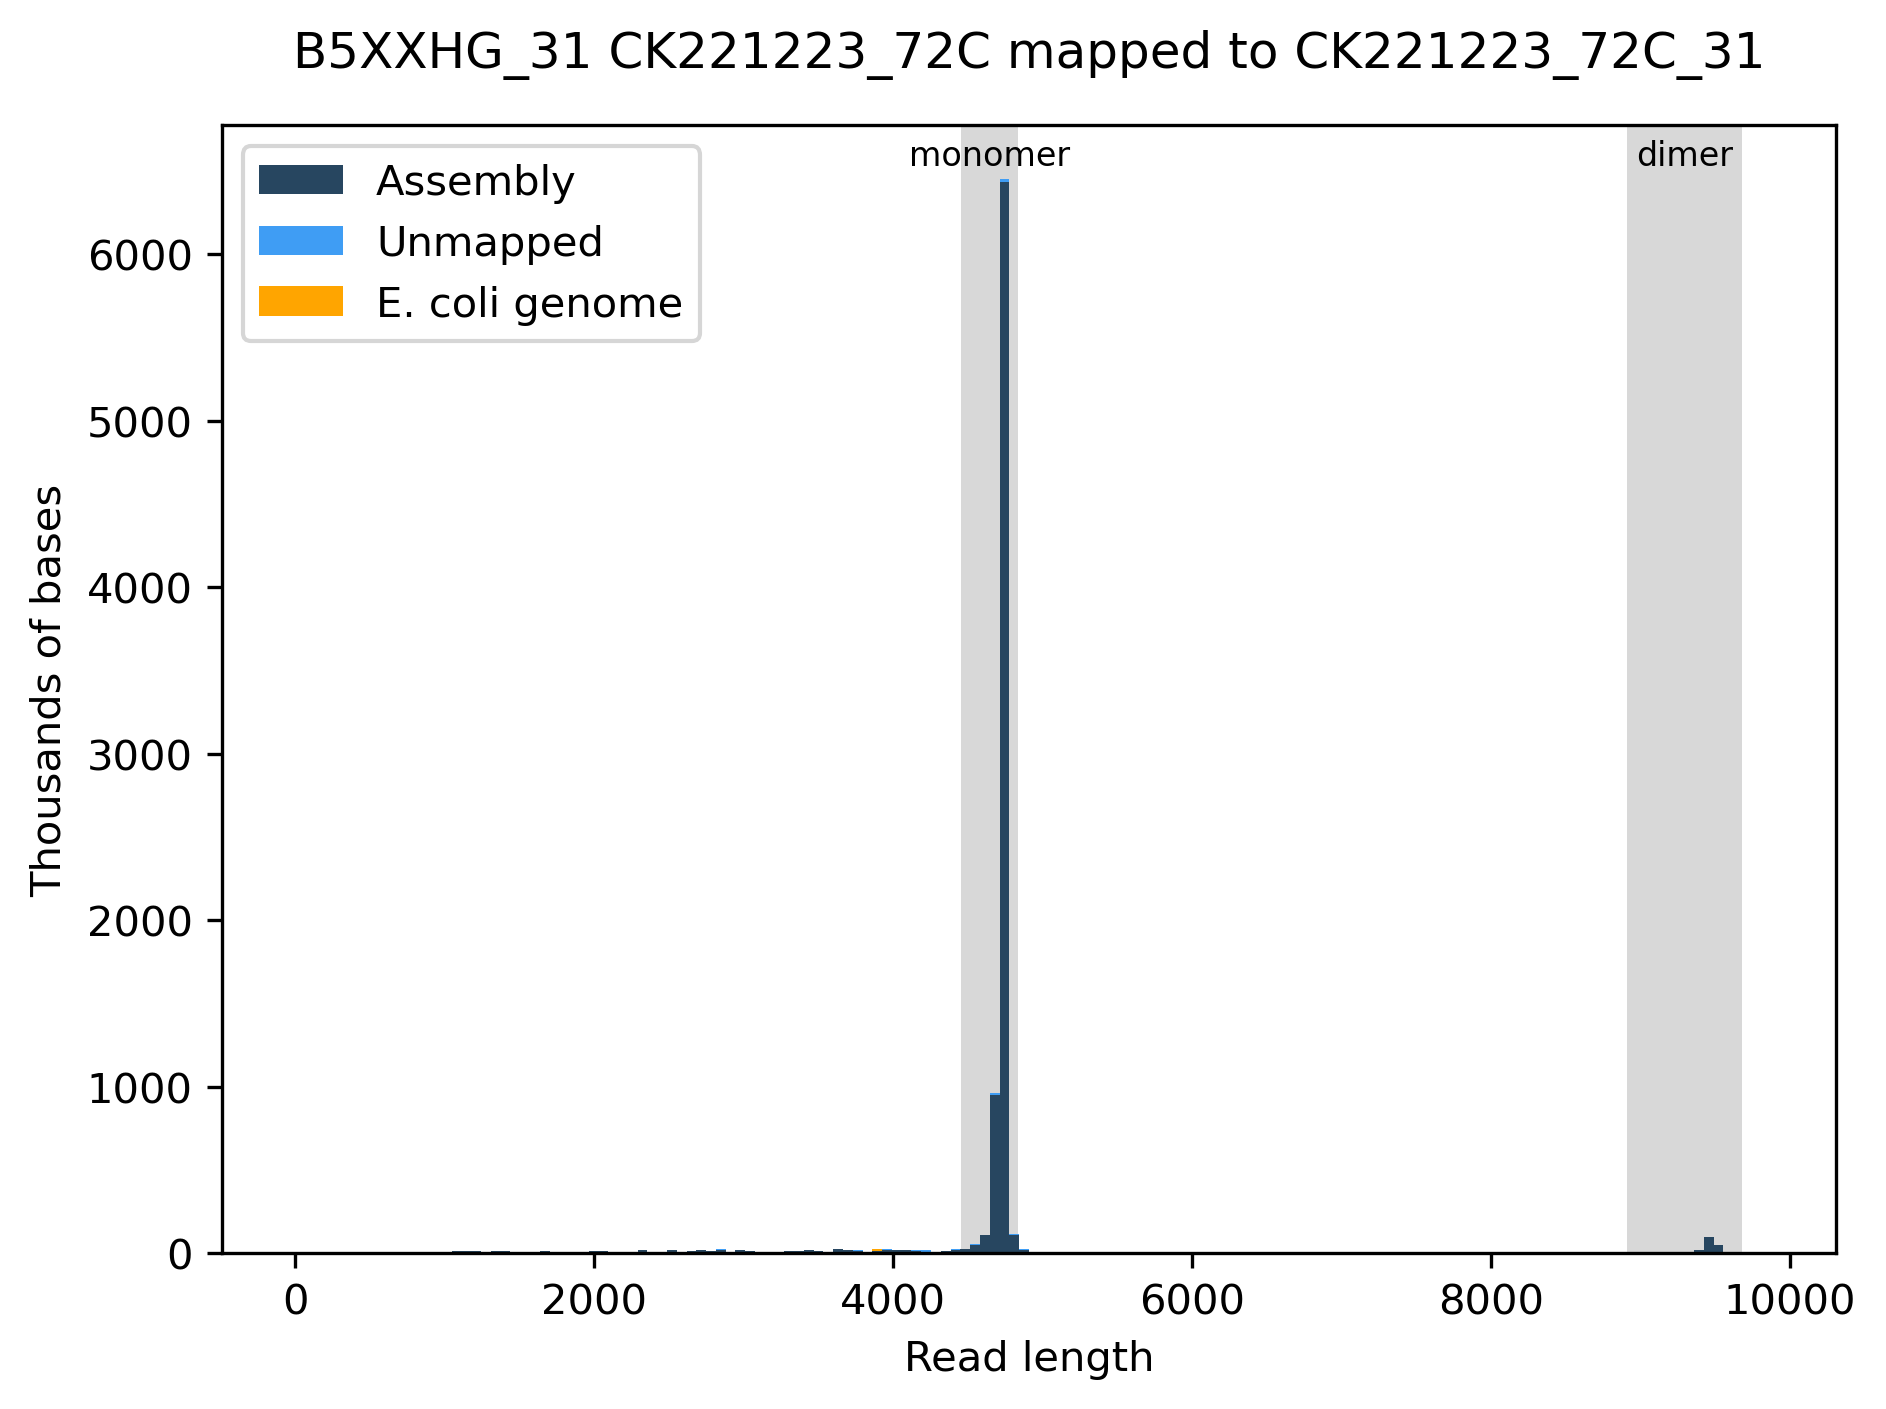 B5XXHG_31 CK221223_72C mapped to CK221223_72C_31
monomer
dimer
Assembly
Unmapped
E. coli genome
6000
5000
4000
3000
2000
1000
0
Thousands of bases
0
2000
4000
6000
8000
10000
Read length